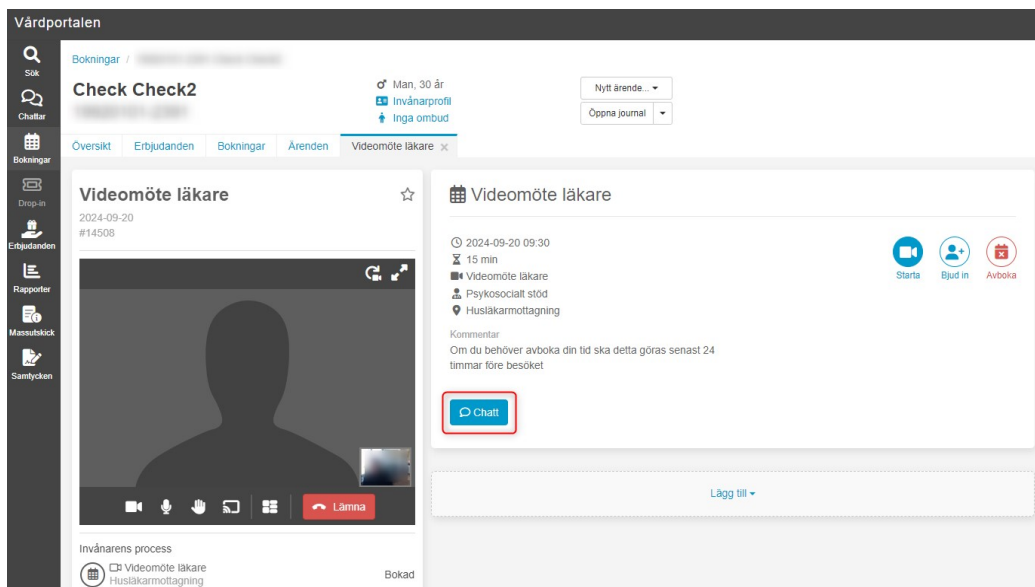 Vårdportalen
Sök
Chattar
Bokningar
Drop-in
Erbjudanden
Rapporter
Massutskick
Samtycken
Bokningar /
Check Check2
Man, 30 år
Invånarprofil
Inga ombud
Nytt ärende...
Öppna journal
Översikt Erbjudanden Bokningar Ärenden Videomöte läkare ×
Videomöte läkare
2024-09-20
#14508
Lämna
Invånarens process
Videomöte läkare
Husläkarmottagning
Bokad
Videomöte läkare
2024-09-20 09:30
15 min
Videomöte läkare
Psykosocialt stöd
Husläkarmottagning
Starta Bjud in Avboka
Kommentar
Om du behöver avboka din tid ska detta göras senast 24
timmar före besöket
Chatt
Lägg till